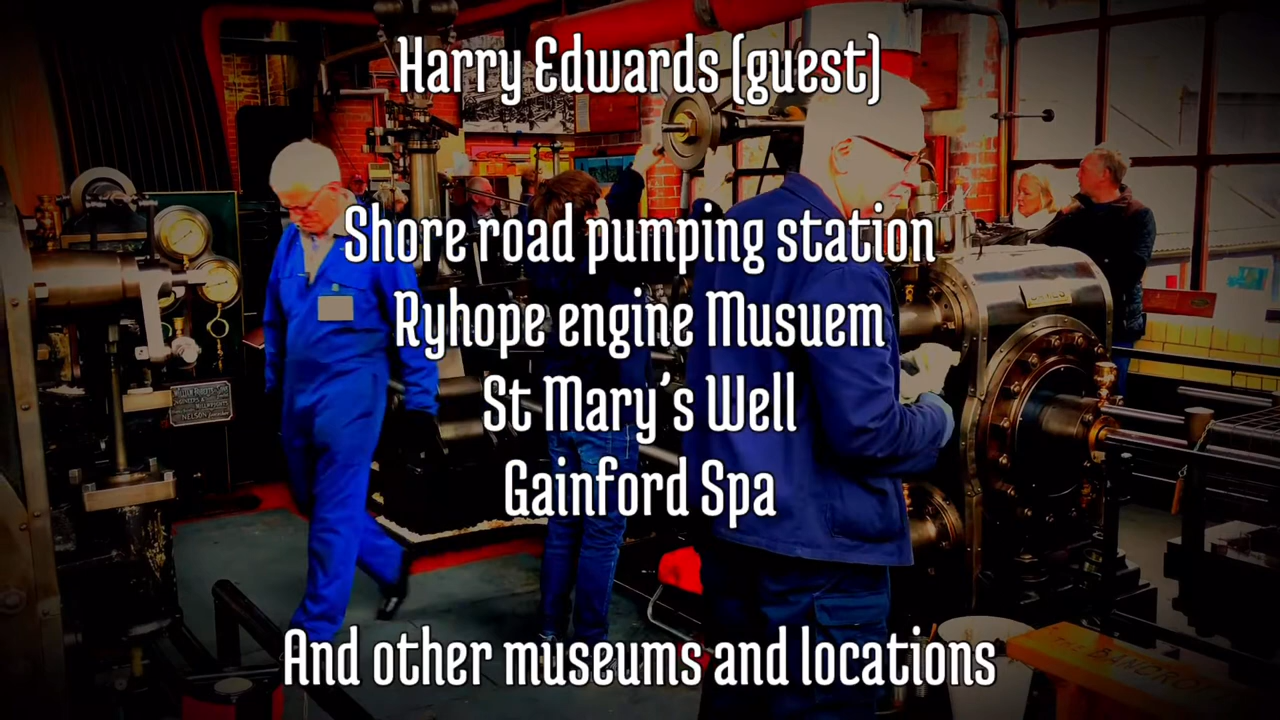 Harry Edwards (guest)
Shore road pumping station
Ryhope engine Musuem
St Mary's Well
Gainford Spa
And other museums and locations
NELSON